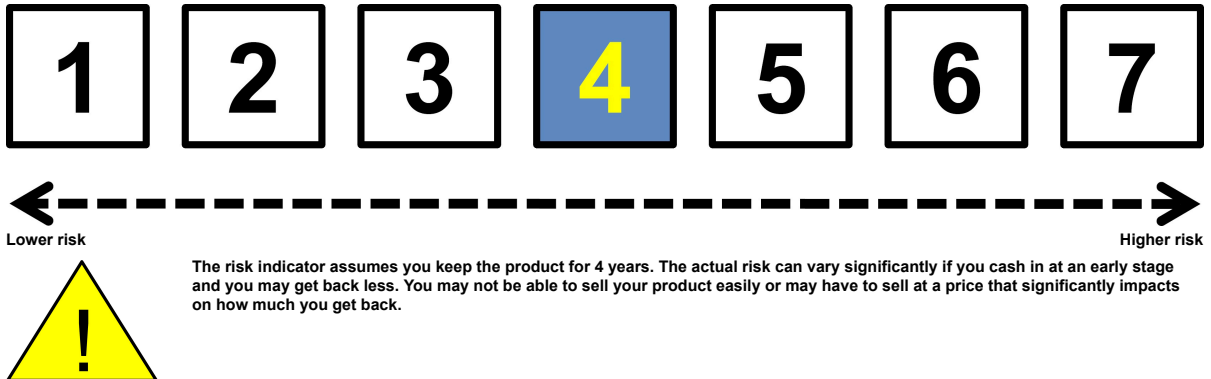 1 2 3 4 5 6 7
Lower risk Higher risk
The risk indicator assumes you keep the product for 4 years. The actual risk can vary significantly if you cash in at an early stage
and you may get back less. You may not be able to sell your product easily or may have to sell at a price that significantly impacts
on how much you get back.
!